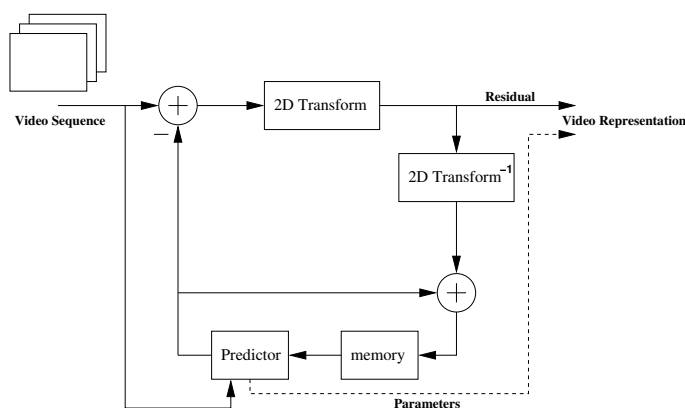 2D Transform
Residual
Video Sequence
Video Representation
2D Transform⁻¹
Predictor
memory
Parameters